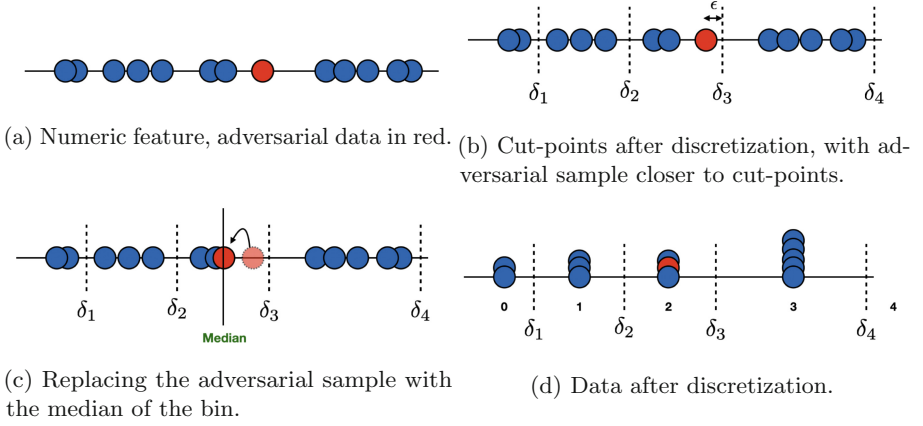 (a) Numeric feature, adversarial data in red.
ϵ
δ1 δ2 δ3 δ4
(b) Cut-points after discretization, with ad-
versarial sample closer to cut-points.
δ1 δ2 δ3 δ4
Median
(c) Replacing the adversarial sample with
the median of the bin.
0 1 2 3 4
δ1 δ2 δ3 δ4
(d) Data after discretization.